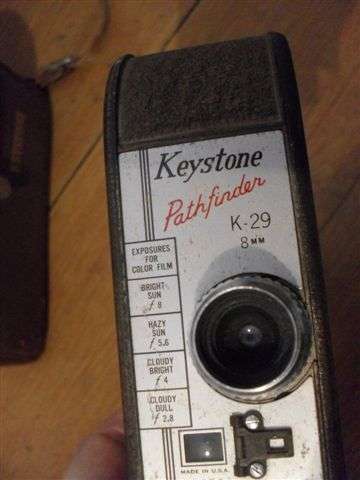 Keystone
Pathfinder
K-29
8MM
EXPOSURES
FOR
COLOR FILM
BRIGHT
SUN
f 8
HAZY
SUN
f 5.6
CLOUDY
BRIGHT
f 4
CLOUDY
DULL
f 2.8
MADE IN U.S.A.